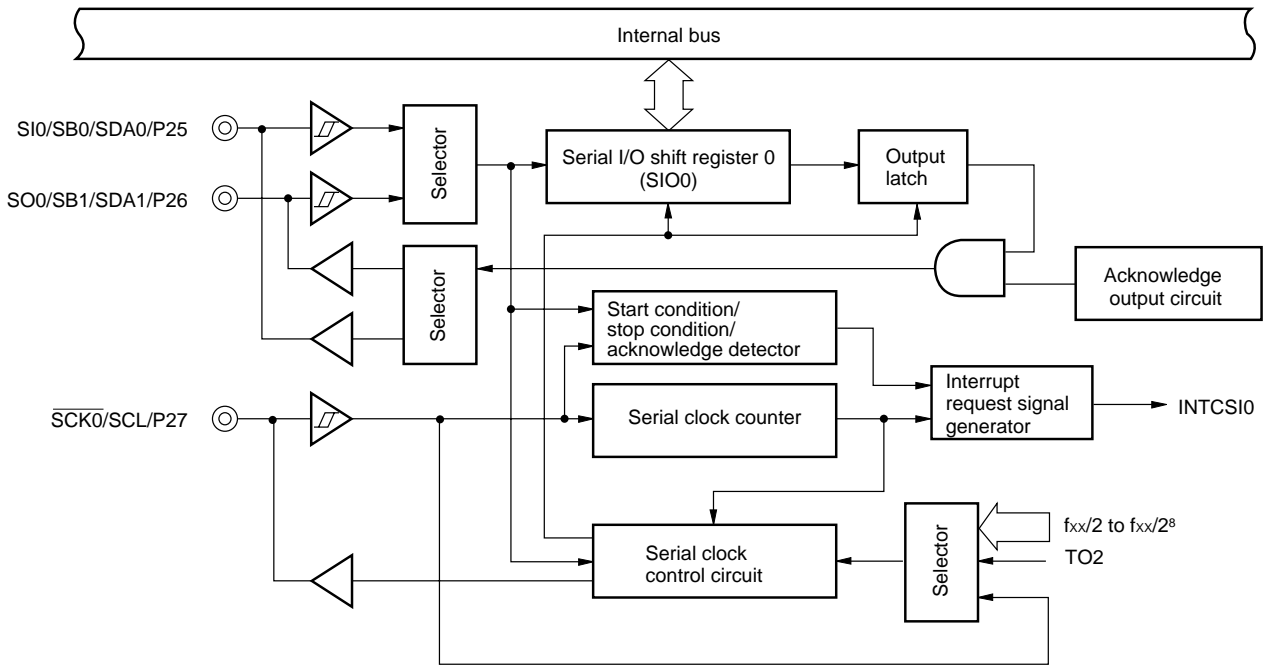 Internal bus
SI0/SB0/SDA0/P25
Selector
Serial I/O shift register 0
(SIO0)
Output
latch
SO0/SB1/SDA1/P26
Selector
Acknowledge
output circuit
Start condition/
stop condition/
acknowledge detector
SCK0/SCL/P27
Serial clock counter
Interrupt
request signal
generator
INTCSI0
Serial clock
control circuit
Selector
fxx/2 to fxx/2⁸
TO2